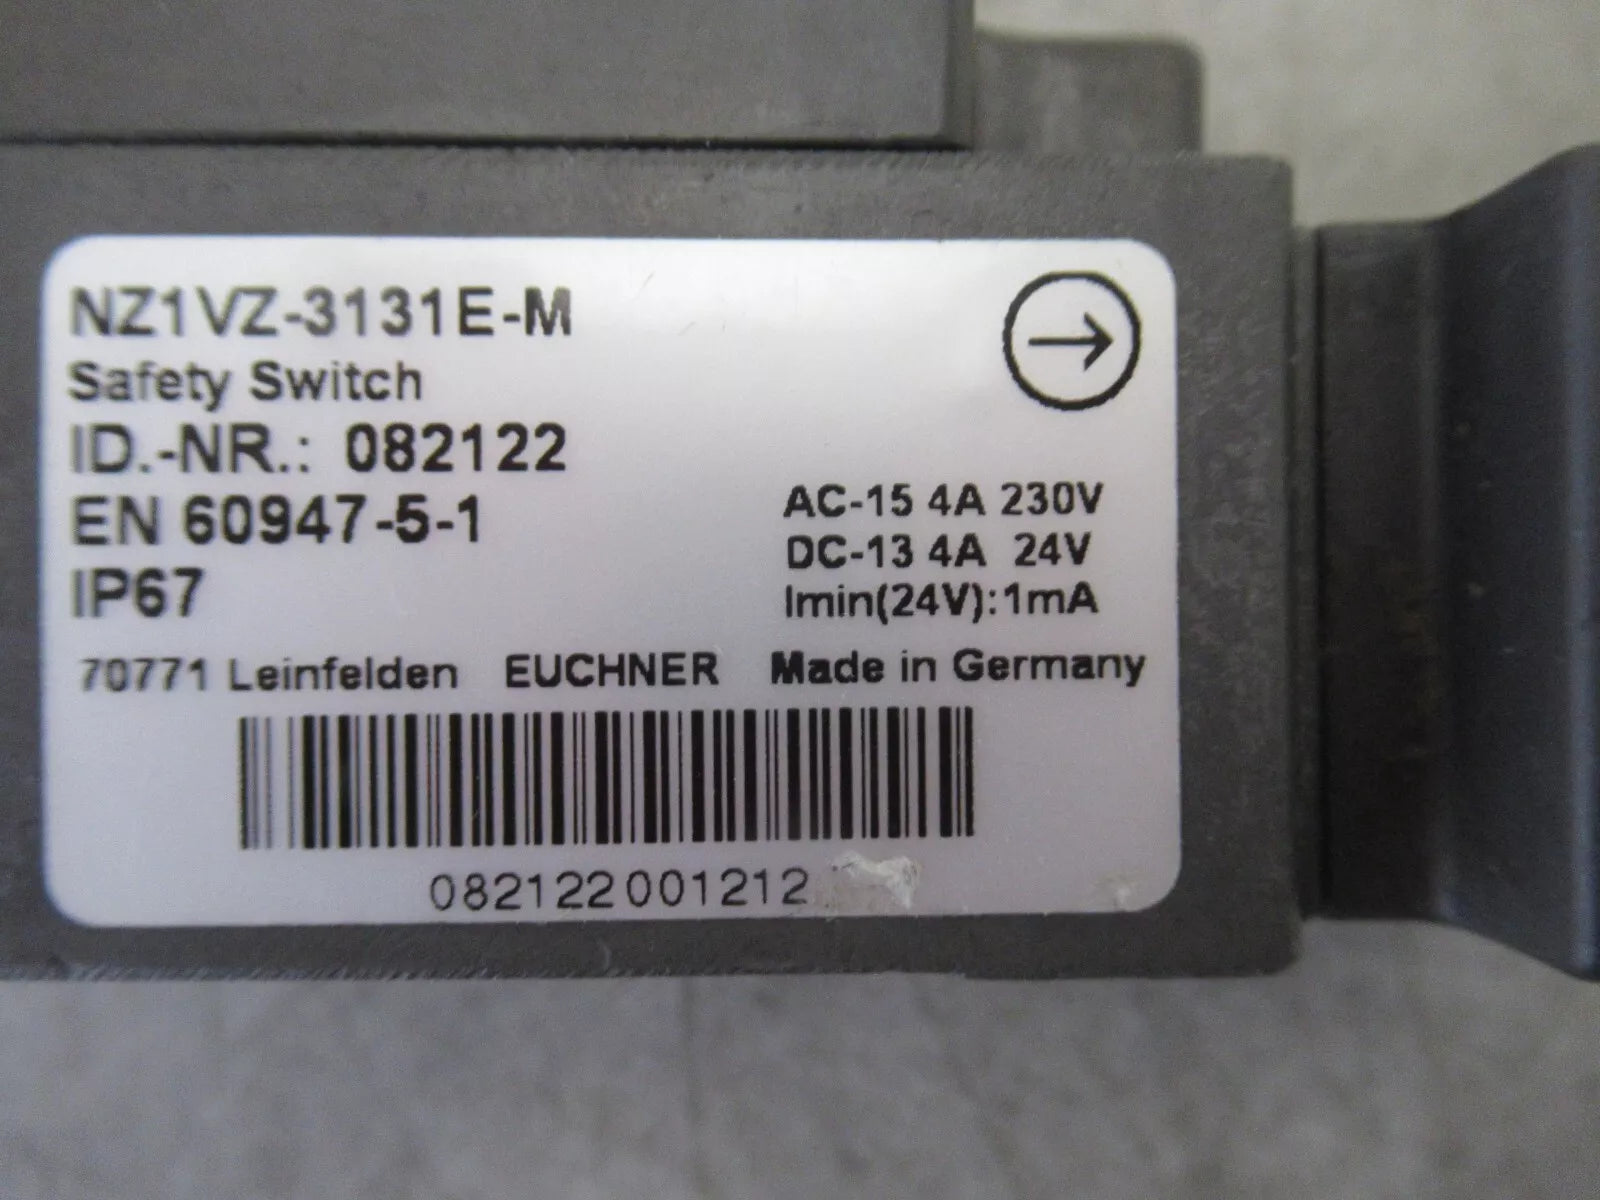 NZ1VZ-3131E-M
Safety Switch
ID.-NR.: 082122
EN 60947-5-1
IP67
AC-15 4A 230V
DC-13 4A 24V
Imin(24V):1mA
70771 Leinfelden EUCHNER Made in Germany
082122001212